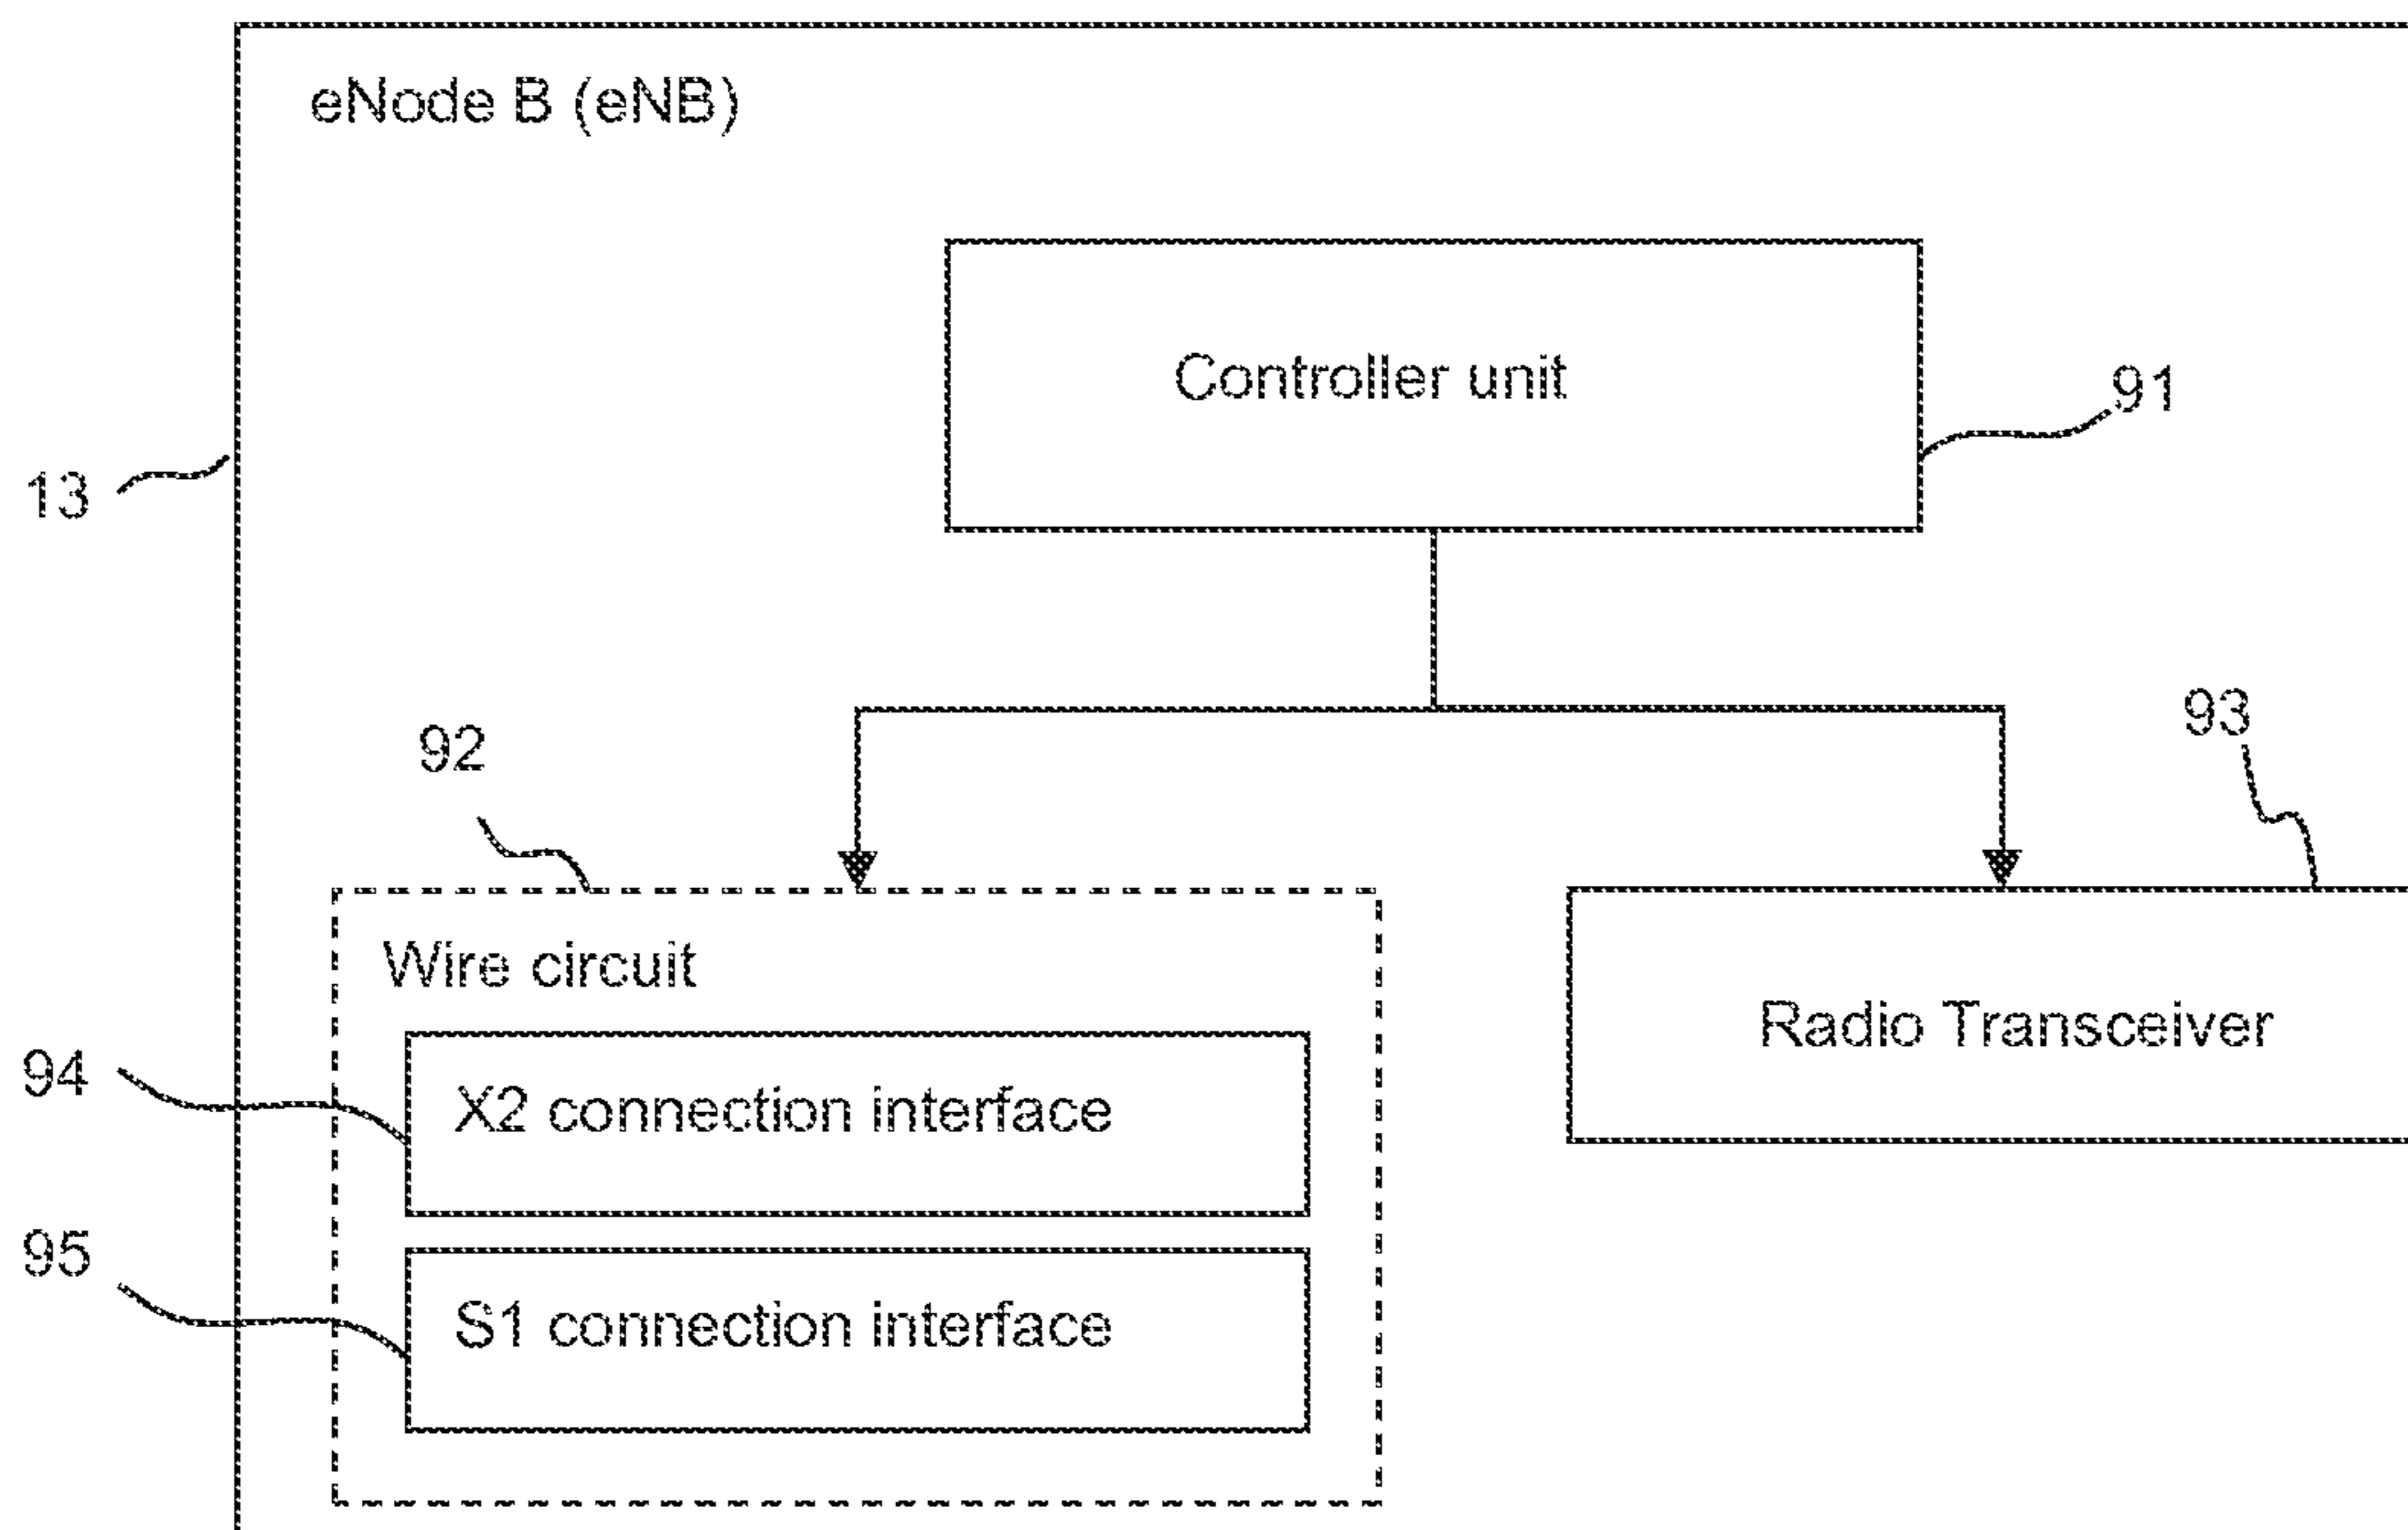 eNode B (eNB)
Controller unit
91
13
93
92
Wire circuit
Radio Transceiver
94
X2 connection interface
95
S1 connection interface